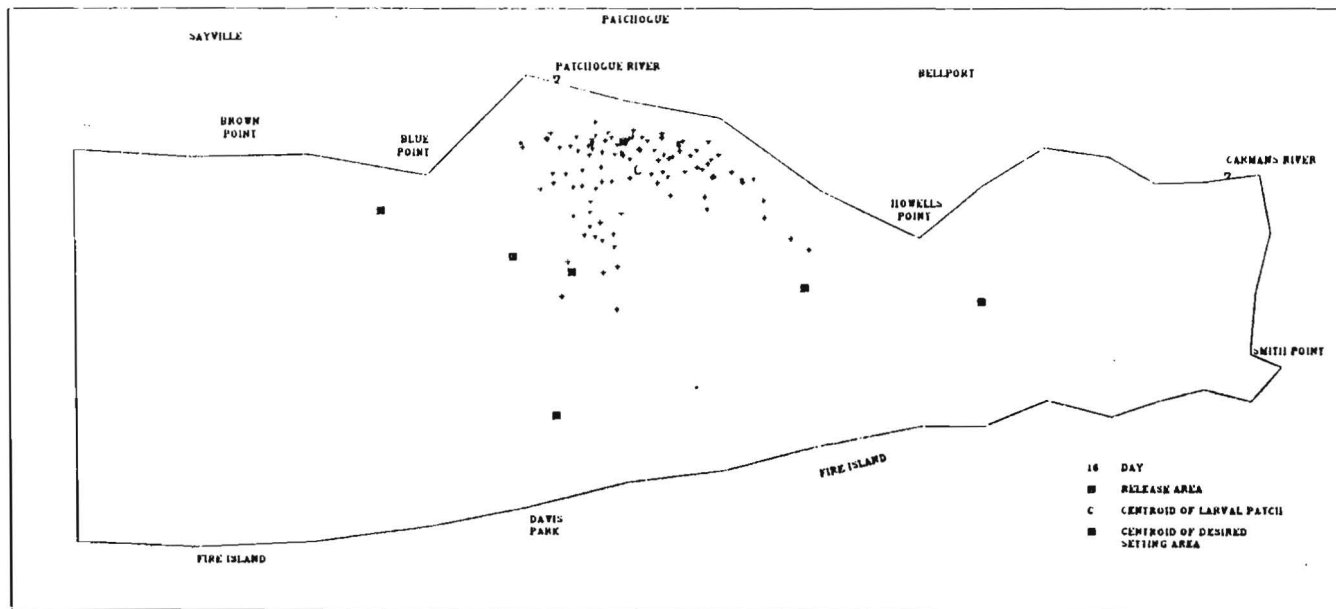 PATCHOGUE
SAYVILLE
PATCHOGUE RIVER
BELLPORT
BROWN
POINT
BLUE
POINT
CARMANS RIVER
HOWELLS
POINT
SMITH POINT
FIRE ISLAND
DAVIS
PARK
FIRE ISLAND
16 DAY
RELEASE AREA
C CENTROID OF LARVAL PATCH
CENTROID OF DESIRED
SETTING AREA
C